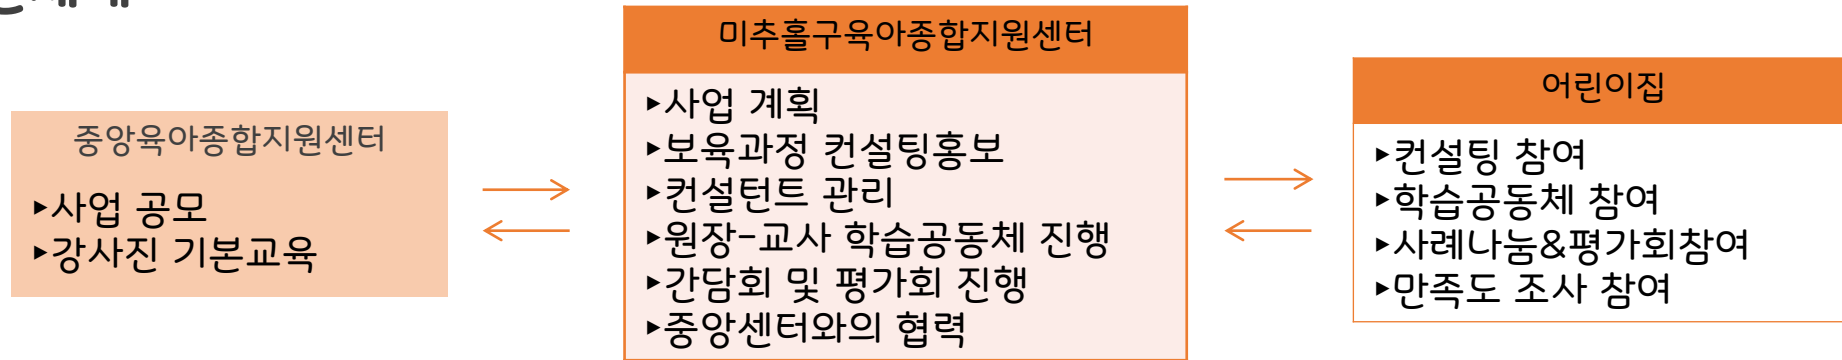 중앙육아종합지원센터
▸사업 공모
▸강사진 기본교육
미추홀구육아종합지원센터
▸사업 계획
▸보육과정 컨설팅홍보
▸컨설턴트 관리
▸원장-교사 학습공동체 진행
▸간담회 및 평가회 진행
▸중앙센터와의 협력
어린이집
▸컨설팅 참여
▸학습공동체 참여
▸사례나눔&평가회참여
▸만족도 조사 참여